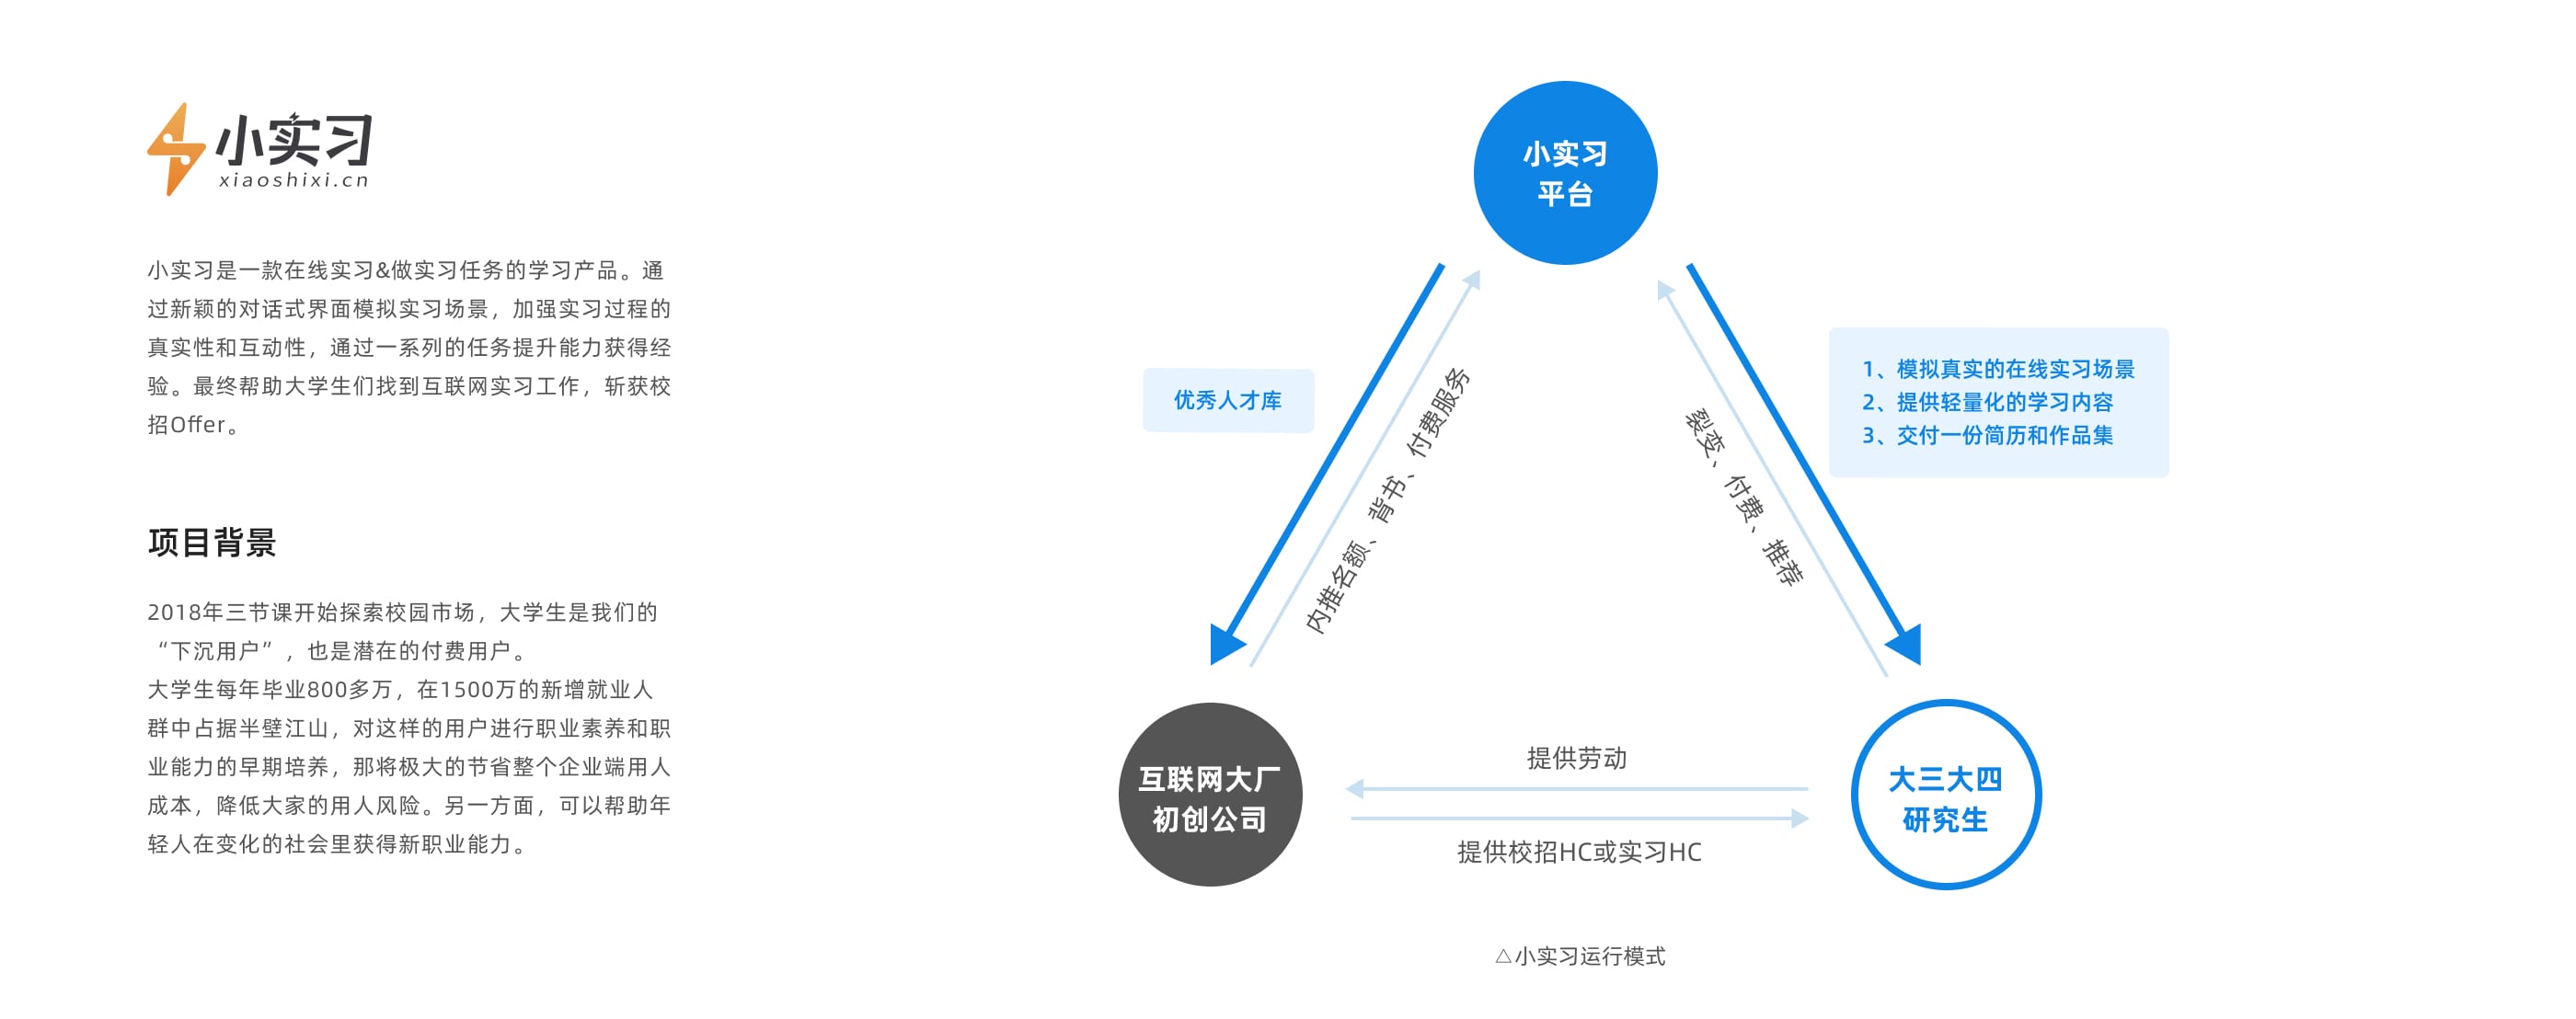 小实习
xiaoshixi.cn
小实习是一款在线实习&做实习任务的学习产品。通
过新颖的对话式界面模拟实习场景，加强实习过程的
真实性和互动性，通过一系列的任务提升能力获得经
验。最终帮助大学生们找到互联网实习工作，斩获校
招Offer。
项目背景
2018年三节课开始探索校园市场，大学生是我们的
“下沉用户”，也是潜在的付费用户。
大学生每年毕业800多万，在1500万的新增就业人
群中占据半壁江山，对这样的用户进行职业素养和职
业能力的早期培养，那将极大的节省整个企业端用人
成本，降低大家的用人风险。另一方面，可以帮助年
轻人在变化的社会里获得新职业能力。
小实习
平台
优秀人才库
内推名额、背书、付费服务
裂变、付费、推荐
1、模拟真实的在线实习场景
2、提供轻量化的学习内容
3、交付一份简历和作品集
互联网大厂
初创公司
提供劳动
提供校招HC或实习HC
大三大四
研究生
△小实习运行模式